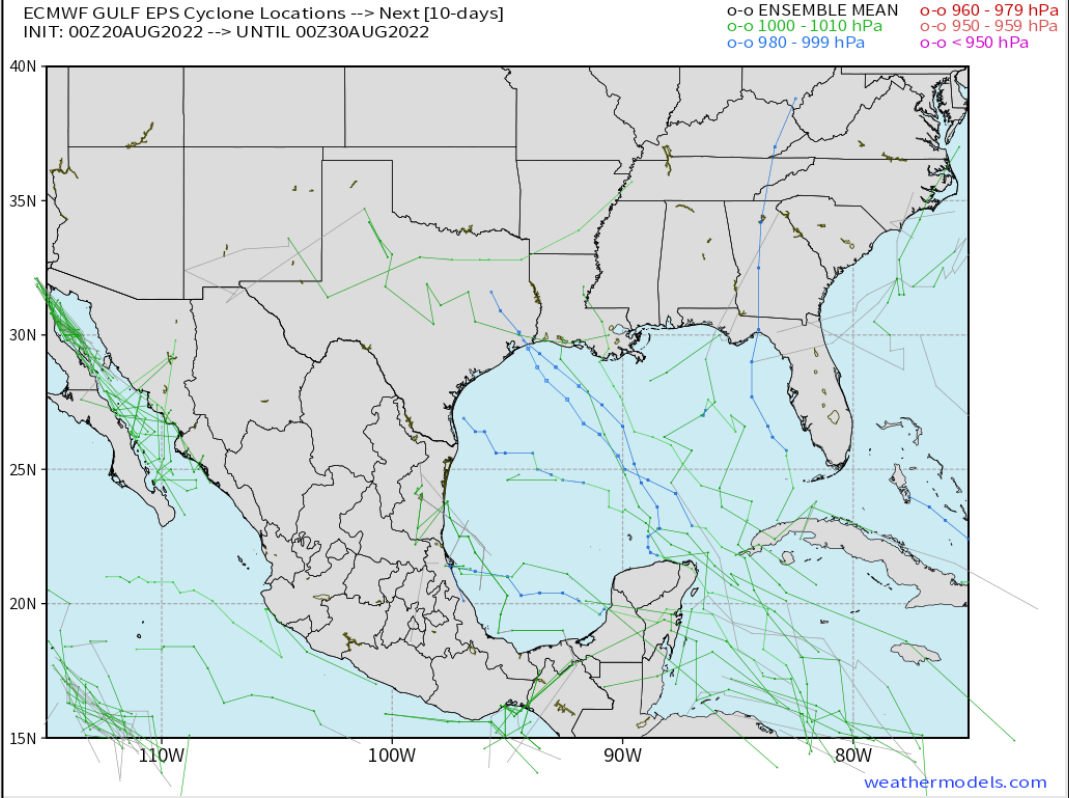 ECMWF GULF EPS Cyclone Locations --> Next [10-days]
INIT: 00Z20AUG2022 --> UNTIL 00Z30AUG2022
o-o ENSEMBLE MEAN
o-o 1000 - 1010 hPa
o-o 980 - 999 hPa
o-o 960 - 979 hPa
o-o 950 - 959 hPa
o-o < 950 hPa
40N
35N
30N
25N
20N
15N
110W
100W
90W
80W
weathermodels.com